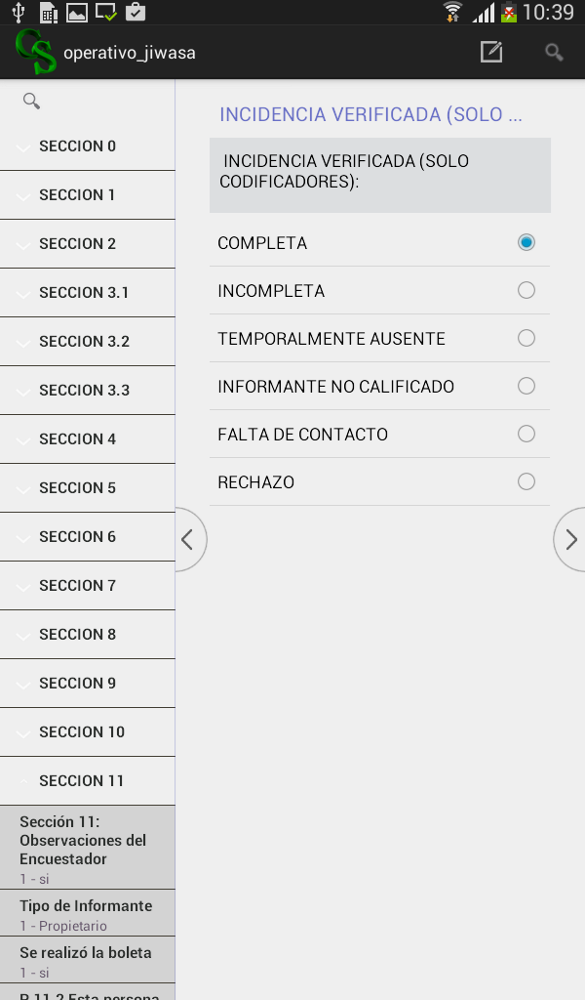 10:39
CS operativo_jiwasa
SECCION 0
SECCION 1
SECCION 2
SECCION 3.1
SECCION 3.2
SECCION 3.3
SECCION 4
SECCION 5
SECCION 6
SECCION 7
SECCION 8
SECCION 9
SECCION 10
SECCION 11
Sección 11:
Observaciones del
Encuestador
1 - si
Tipo de Informante
1 - Propietario
Se realizó la boleta
1 - si
P 11-2 Esta persona
INCIDENCIA VERIFICADA (SOLO ...
INCIDENCIA VERIFICADA (SOLO
CODIFICADORES):
COMPLETA
INCOMPLETA
TEMPORALMENTE AUSENTE
INFORMANTE NO CALIFICADO
FALTA DE CONTACTO
RECHAZO